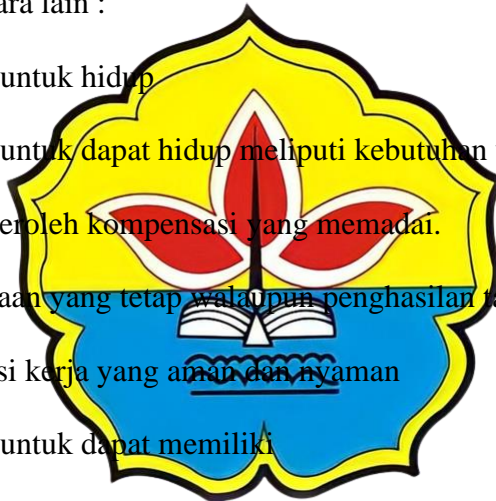 ara lain :
untuk hidup
untuk dapat hidup meliputi kebutuhan
eroleh kompensasi yang memadai.
aan yang tetap walaupun penghasilan
si kerja yang aman dan nyaman
untuk dapat memiliki